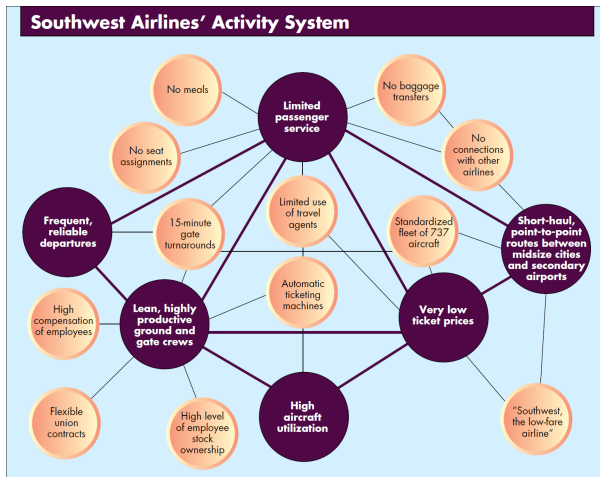 Southwest Airlines’ Activity System
No meals
Limited
passenger
service
No baggage
transfers
No seat
assignments
No
connections
with other
airlines
Frequent,
reliable
departures
15-minute
gate
turnarounds
Limited use
of travel
agents
Standardized
fleet of 737
aircraft
Short-haul,
point-to-point
routes between
midsize cities
and secondary
airports
High
compensation
of employees
Lean, highly
productive
ground and
gate crews
Automatic
ticketing
machines
Very low
ticket prices
Flexible
union
contracts
High level
of employee
stock
ownership
High
aircraft
utilization
“Southwest,
the low-fare
airline”